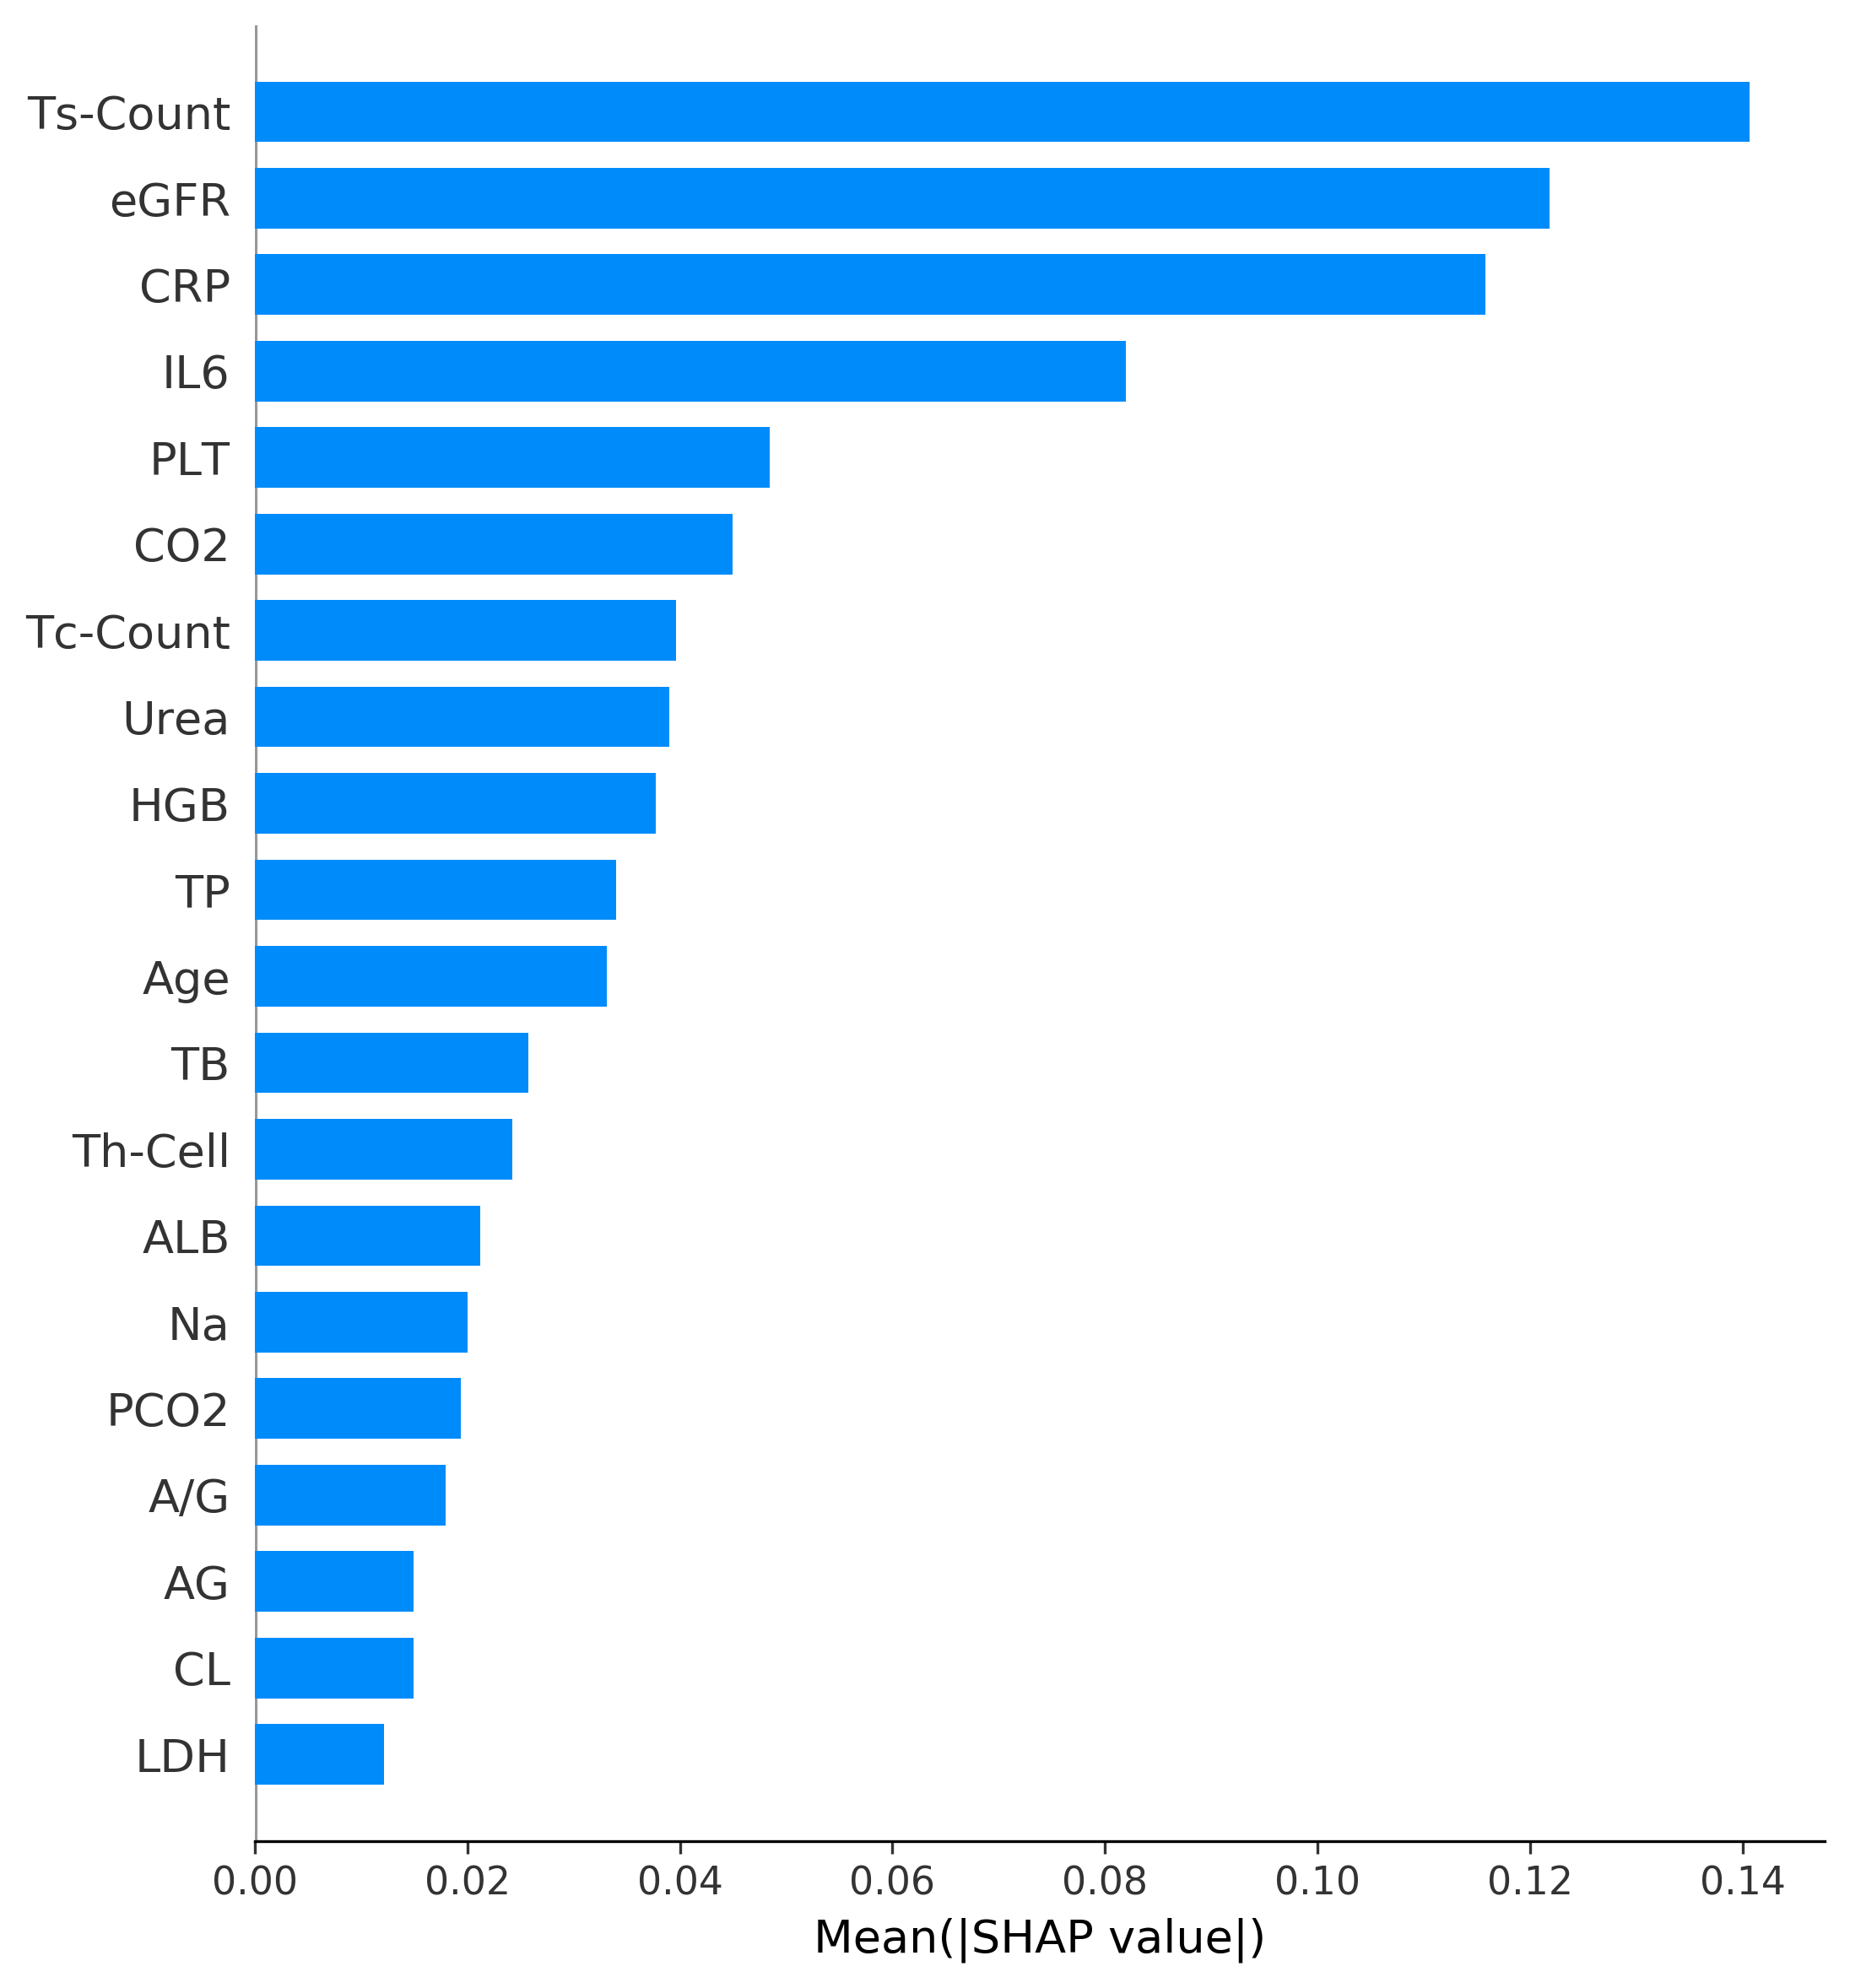 Ts-Count
eGFR
CRP
IL6
PLT
CO2
Tc-Count
Urea
HGB
TP
Age
TB
Th-Cell
ALB
Na
PCO2
A/G
AG
CL
LDH
0.00 0.02 0.04 0.06 0.08 0.10 0.12 0.14
Mean(|SHAP value|)